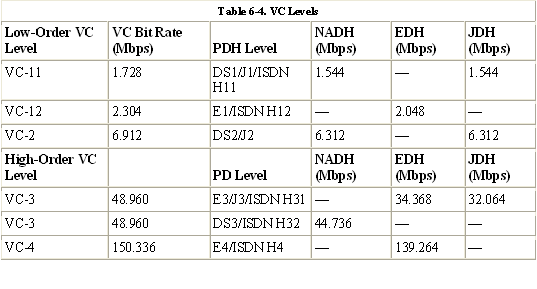 Table 6-4. VC Levels
Low-Order VC Level | VC Bit Rate (Mbps) | PDH Level | NADH (Mbps) | EDH (Mbps) | JDH (Mbps)
VC-11 | 1.728 | DS1/J1/ISDN H11 | 1.544 | — | 1.544
VC-12 | 2.304 | E1/ISDN H12 | — | 2.048 | —
VC-2 | 6.912 | DS2/J2 | 6.312 | — | 6.312
High-Order VC Level | | PD Level | NADH (Mbps) | EDH (Mbps) | JDH (Mbps)
VC-3 | 48.960 | E3/J3/ISDN H31 | — | 34.368 | 32.064
VC-3 | 48.960 | DS3/ISDN H32 | 44.736 | — | —
VC-4 | 150.336 | E4/ISDN H4 | — | 139.264 | —